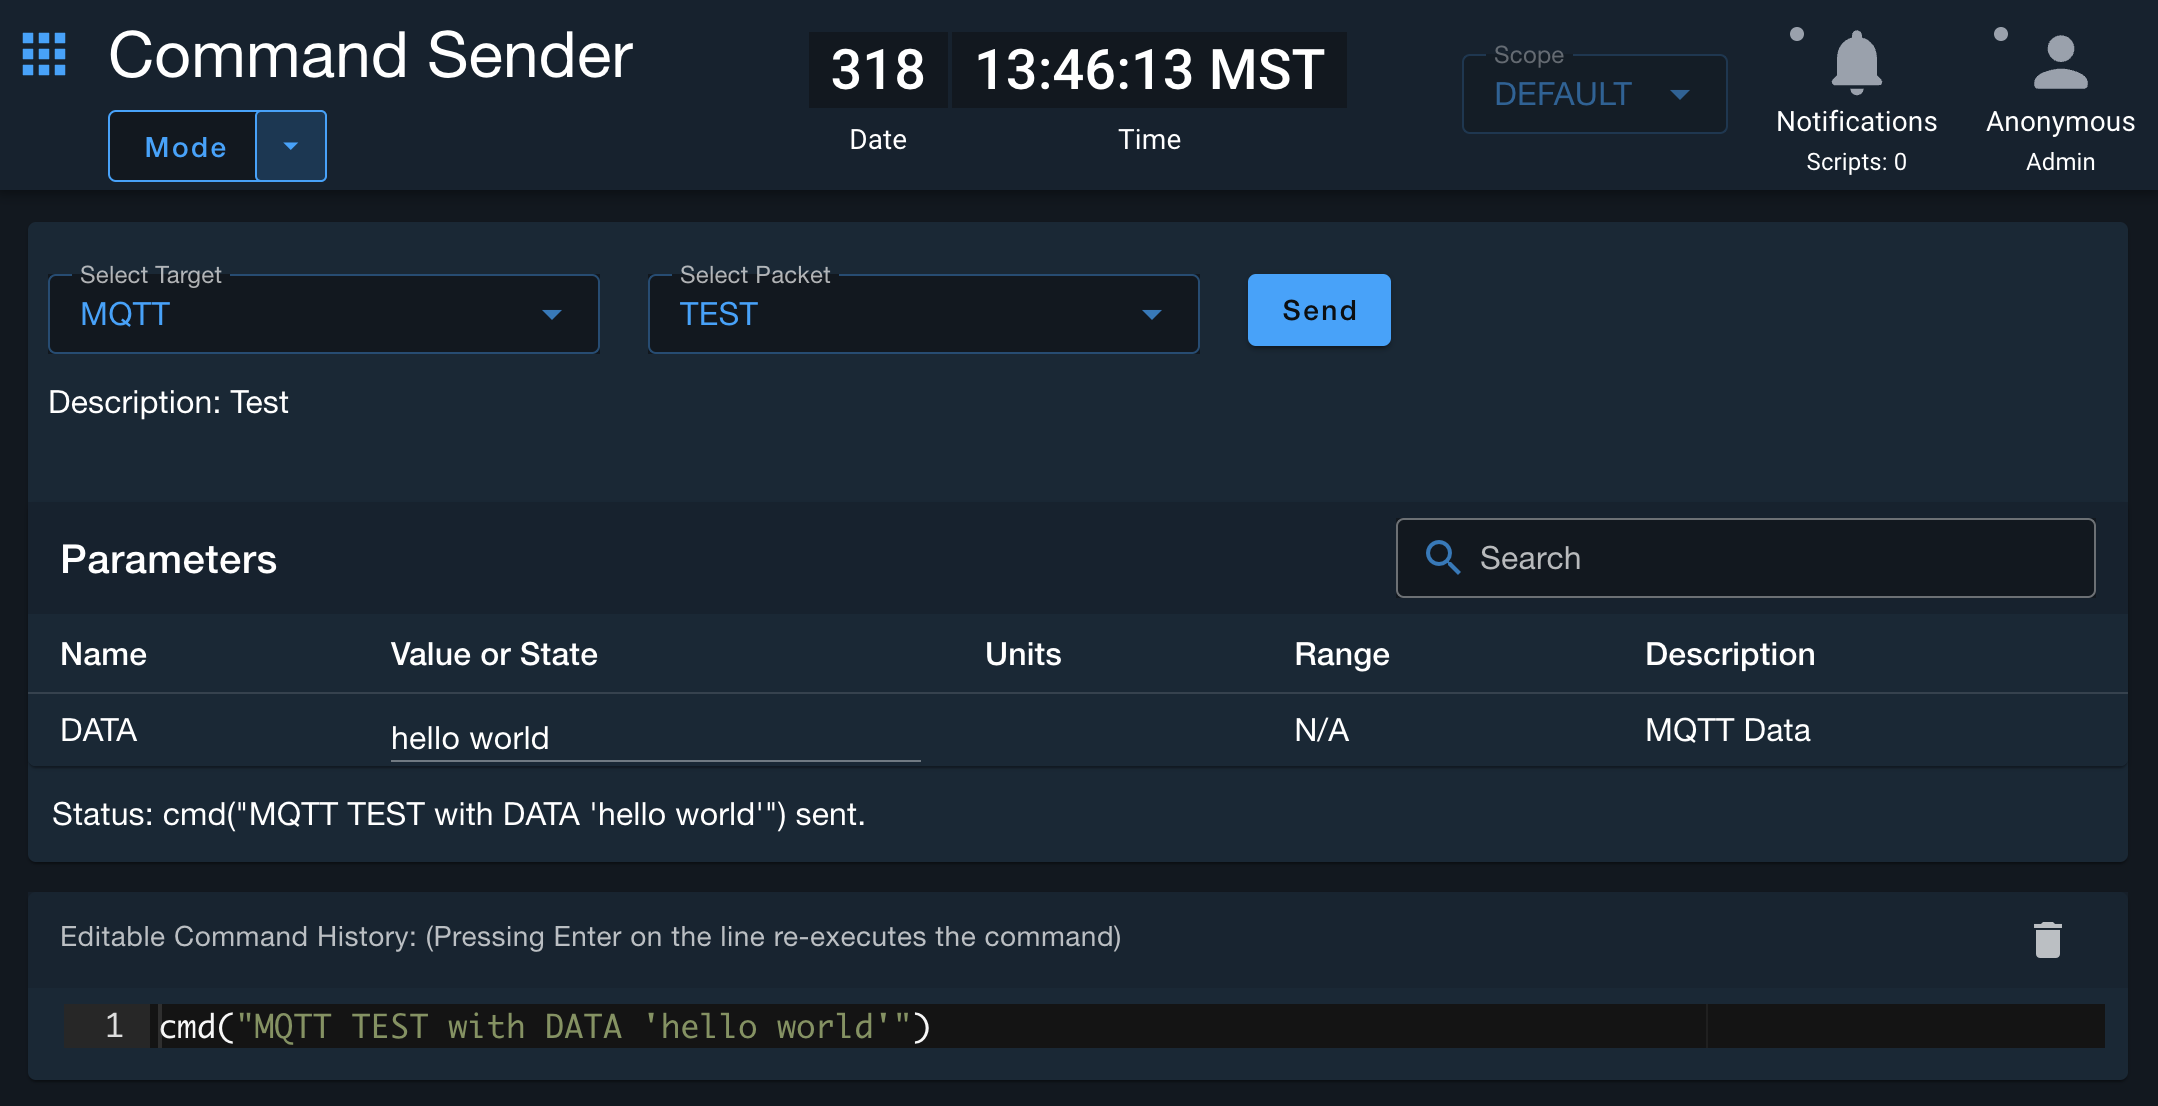 Command Sender
Mode
318 13:46:13 MST
Date Time
Scope
DEFAULT
Notifications
Scripts: 0
Anonymous
Admin
Select Target
MQTT
Select Packet
TEST
Send
Description: Test
Parameters
Search
Name Value or State Units Range Description
DATA hello world N/A MQTT Data
Status: cmd("MQTT TEST with DATA 'hello world'") sent.
Editable Command History: (Pressing Enter on the line re-executes the command)
1 cmd("MQTT TEST with DATA 'hello world'")